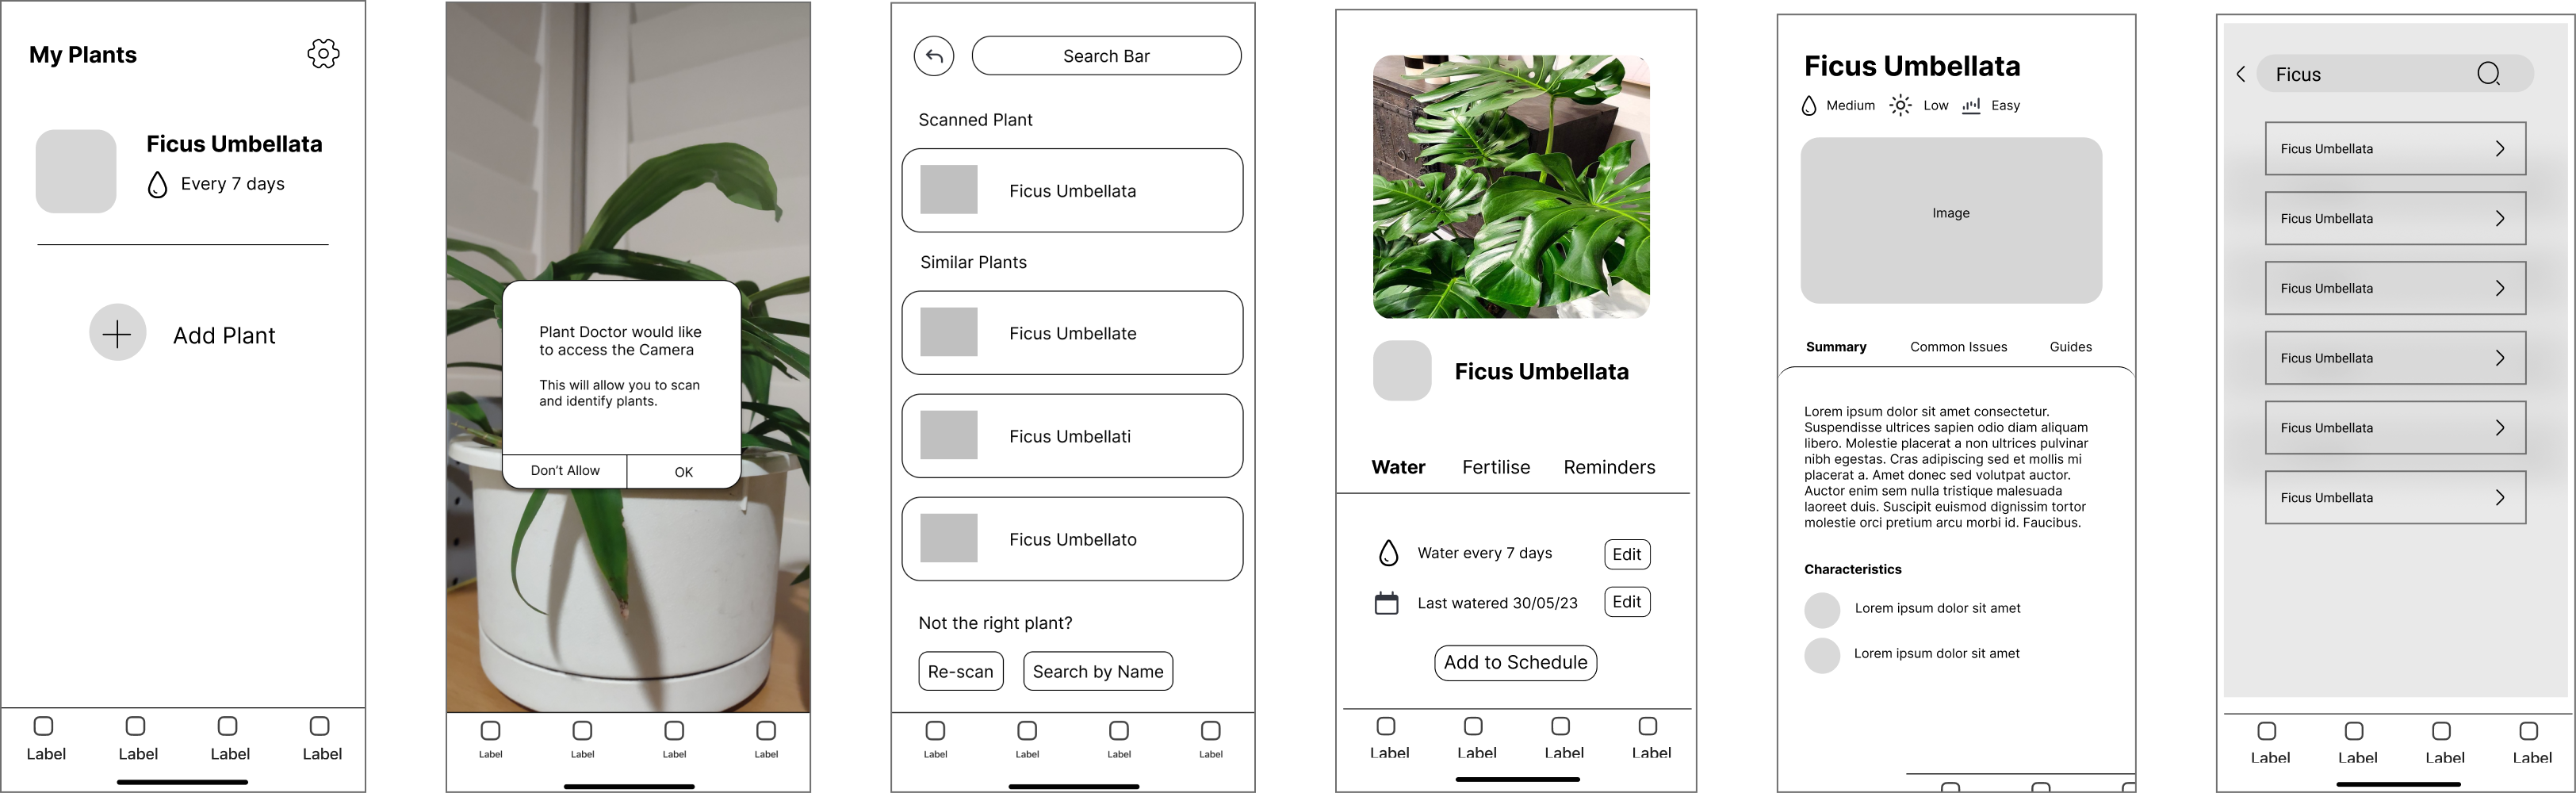 My Plants
Ficus Umbellata
Every 7 days
Add Plant
Label Label Label Label
Plant Doctor would like
to access the Camera
This will allow you to scan
and identify plants.
Don't Allow OK
Label Label Label Label
Search Bar
Scanned Plant
Ficus Umbellata
Similar Plants
Ficus Umbellate
Ficus Umbellati
Ficus Umbellato
Not the right plant?
Re-scan Search by Name
Label Label Label Label
Ficus Umbellata
Water Fertilise Reminders
Water every 7 days Edit
Last watered 30/05/23 Edit
Add to Schedule
Label Label Label Label
Ficus Umbellata
Medium Low Easy
Image
Summary Common Issues Guides
Lorem ipsum dolor sit amet consectetur.
Suspendisse ultrices sapien odio diam aliquam
libero. Molestie placerat a non ultrices pulvinar
nibh egestas. Cras adipiscing sed et mollis mi
placerat a. Amet donec sed volutpat auctor.
Auctor enim sem nulla tristique malesuada
laoreet duis. Suscipit euismod dignissim tortor
molestie orci pretium arcu morbi id. Faucibus.
Characteristics
Lorem ipsum dolor sit amet
Lorem ipsum dolor sit amet
Ficus
Ficus Umbellata
Ficus Umbellata
Ficus Umbellata
Ficus Umbellata
Ficus Umbellata
Ficus Umbellata
Label Label Label Label